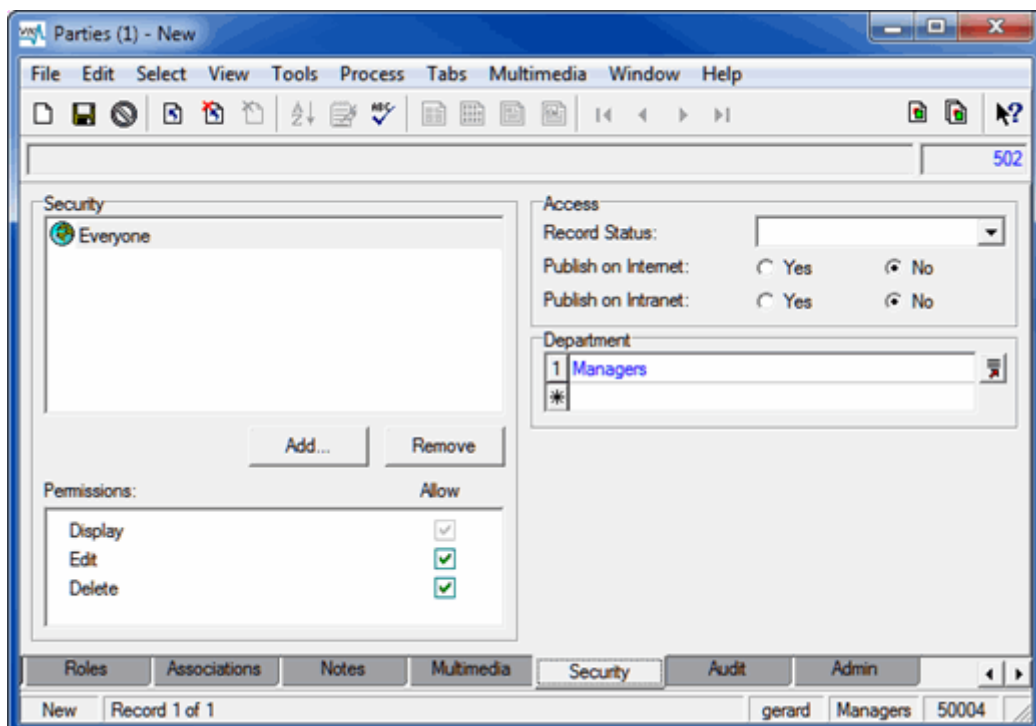 Parties (1) - New
File Edit Select View Tools Process Tabs Multimedia Window Help
502
Security
Everyone
Add... Remove
Permissions: Allow
Display
Edit
Delete
Access
Record Status:
Publish on Internet: Yes No
Publish on Intranet: Yes No
Department
1 Managers
Roles Associations Notes Multimedia Security Audit Admin
New Record 1 of 1 gerard Managers 50004